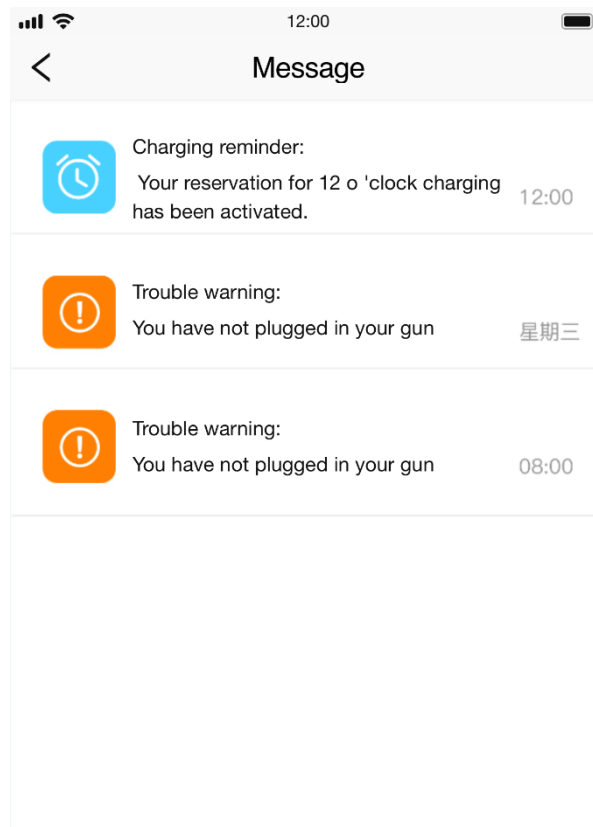 12:00
Message
Charging reminder:
Your reservation for 12 o 'clock charging
has been activated.
12:00
Trouble warning:
You have not plugged in your gun
星期三
Trouble warning:
You have not plugged in your gun
08:00